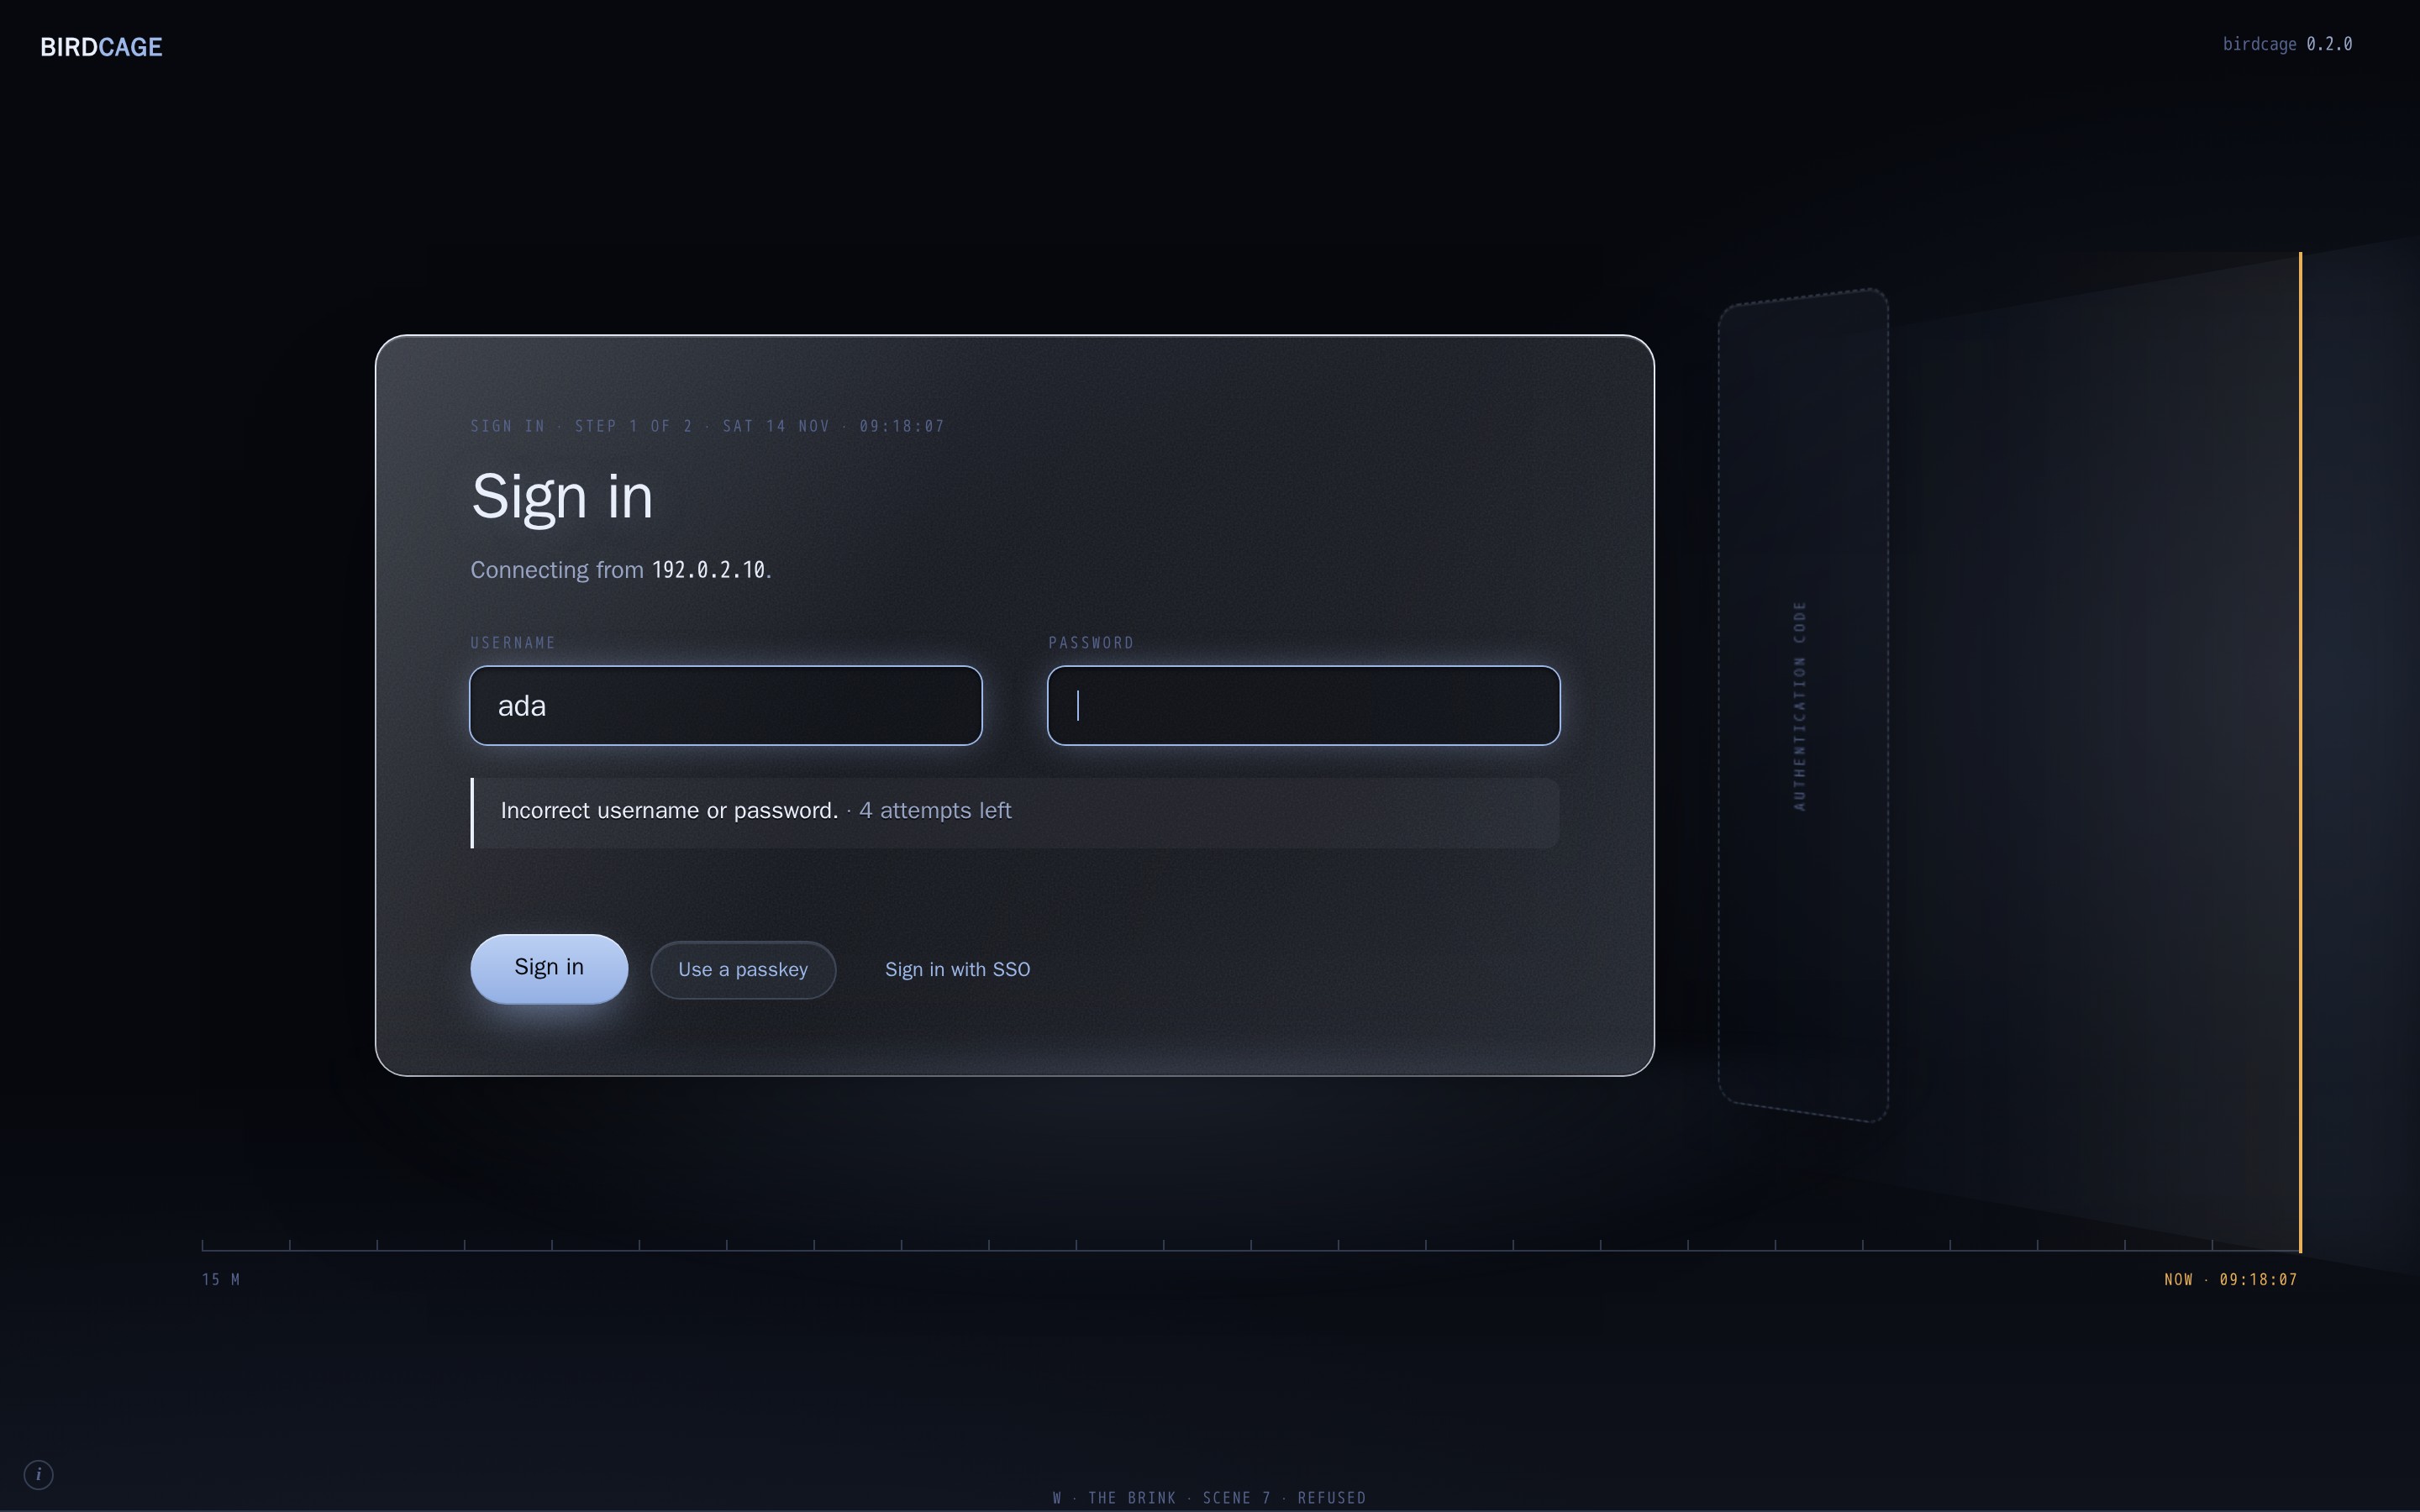 BIRDCAGE
birdcage 0.2.0
SIGN IN · STEP 1 OF 2 · SAT 14 NOV · 09:18:07
Sign in
Connecting from 192.0.2.10.
USERNAME
PASSWORD
ada
Incorrect username or password. · 4 attempts left
Sign in
Use a passkey
Sign in with SSO
AUTHENTICATION CODE
15 M
NOW · 09:18:07
i
W · THE BRINK · SCENE 7 · REFUSED